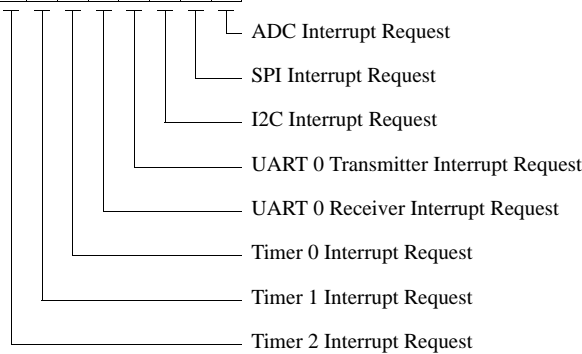 ADC Interrupt Request
SPI Interrupt Request
I2C Interrupt Request
UART 0 Transmitter Interrupt Request
UART 0 Receiver Interrupt Request
Timer 0 Interrupt Request
Timer 1 Interrupt Request
Timer 2 Interrupt Request